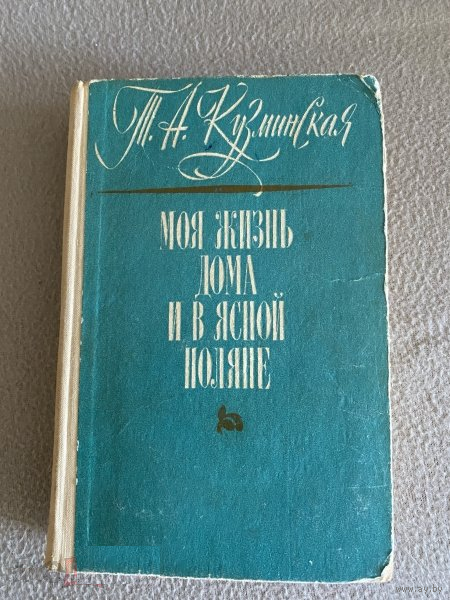 Т. А. Кузминская
МОЯ ЖИЗНЬ
ДОМА
И В ЯСНОЙ
ПОЛЯНЕ